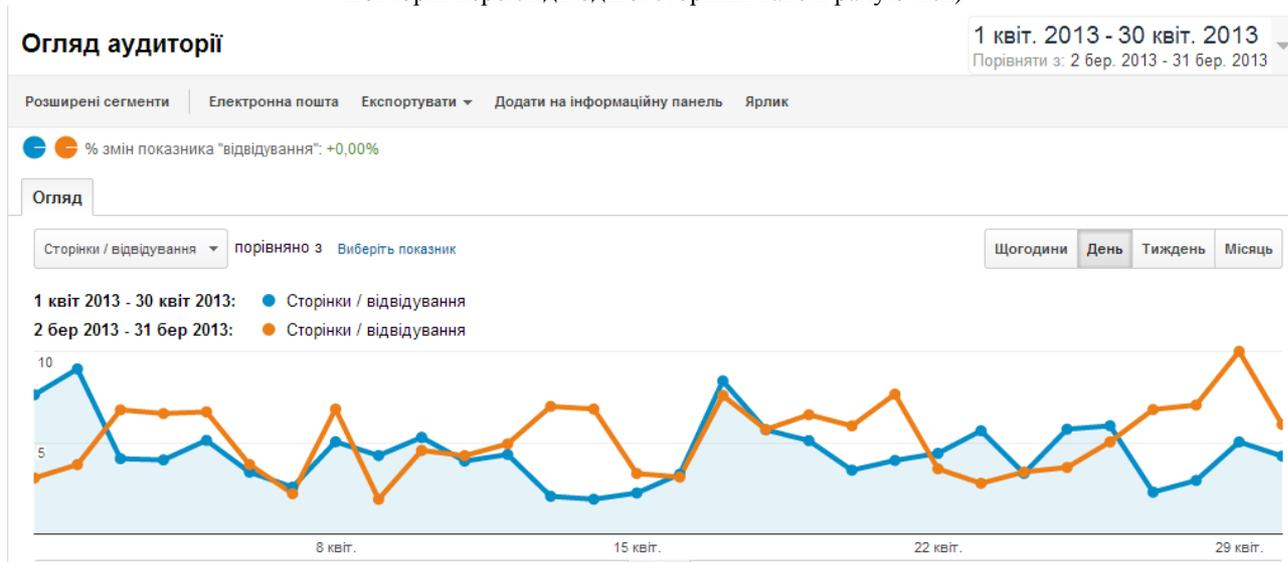 Огляд аудиторії
1 квіт. 2013 - 30 квіт. 2013
Порівняти з: 2 бер. 2013 - 31 бер. 2013
Розширені сегменти Електронна пошта Експортувати Додати на інформаційну панель Ярлик
% змін показника "відвідування": +0,00%
Огляд
Сторінки / відвідування порівняно з Виберіть показник Щогодини День Тиждень Місяць
1 квіт 2013 - 30 квіт 2013: Сторінки / відвідування
2 бер 2013 - 31 бер 2013: Сторінки / відвідування
10
5
8 квіт. 15 квіт. 22 квіт. 29 квіт.